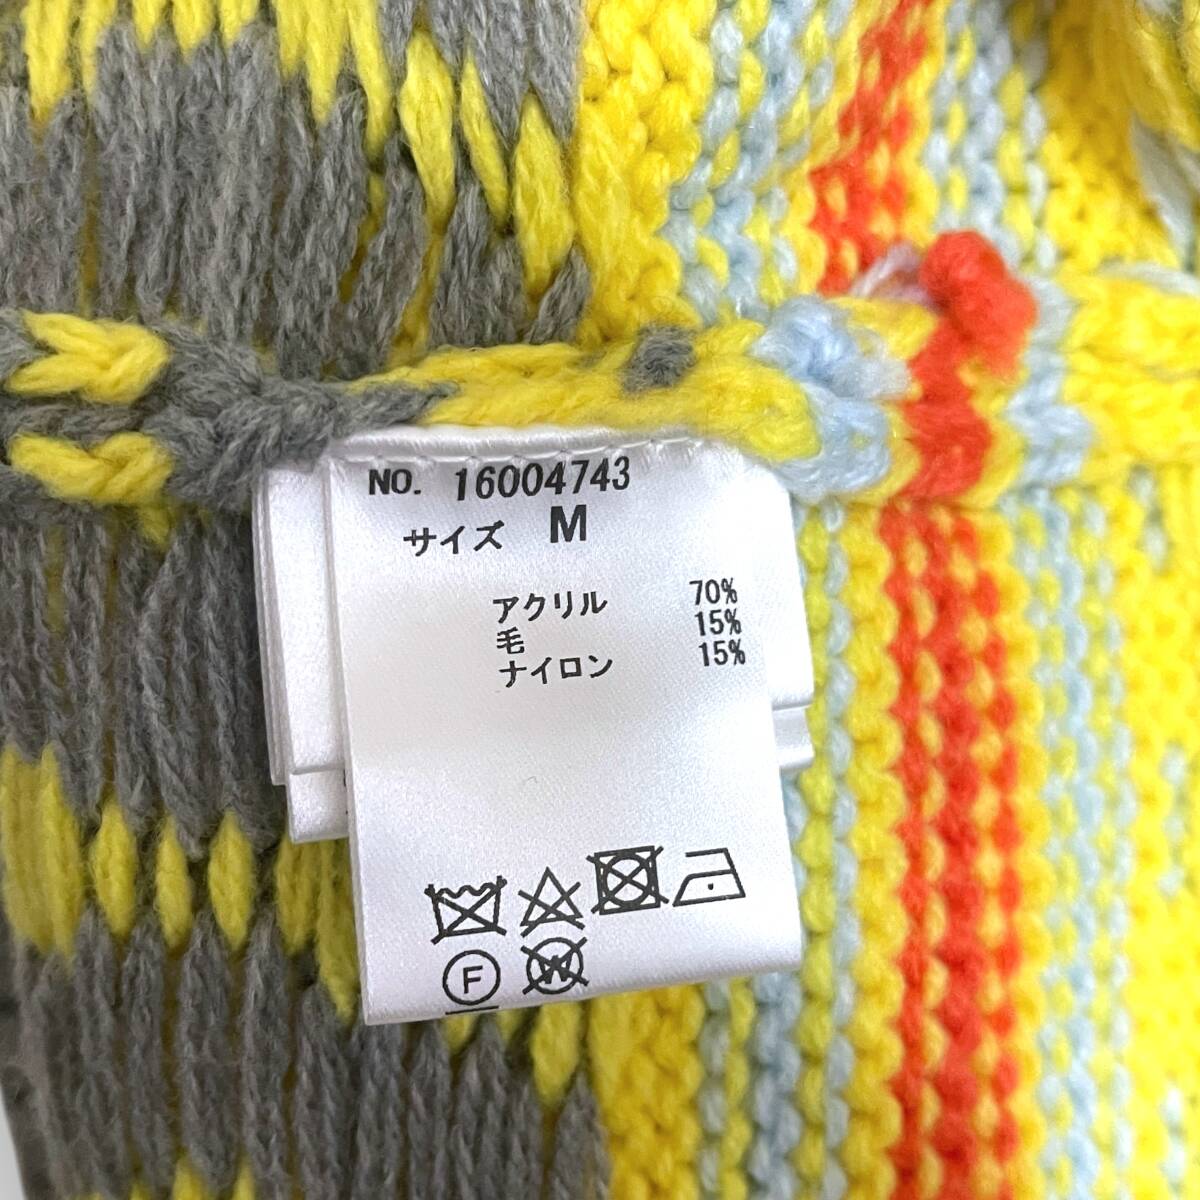 NO. 16004743
サイズ M
アクリル 70%
毛 15%
ナイロン 15%
F
W